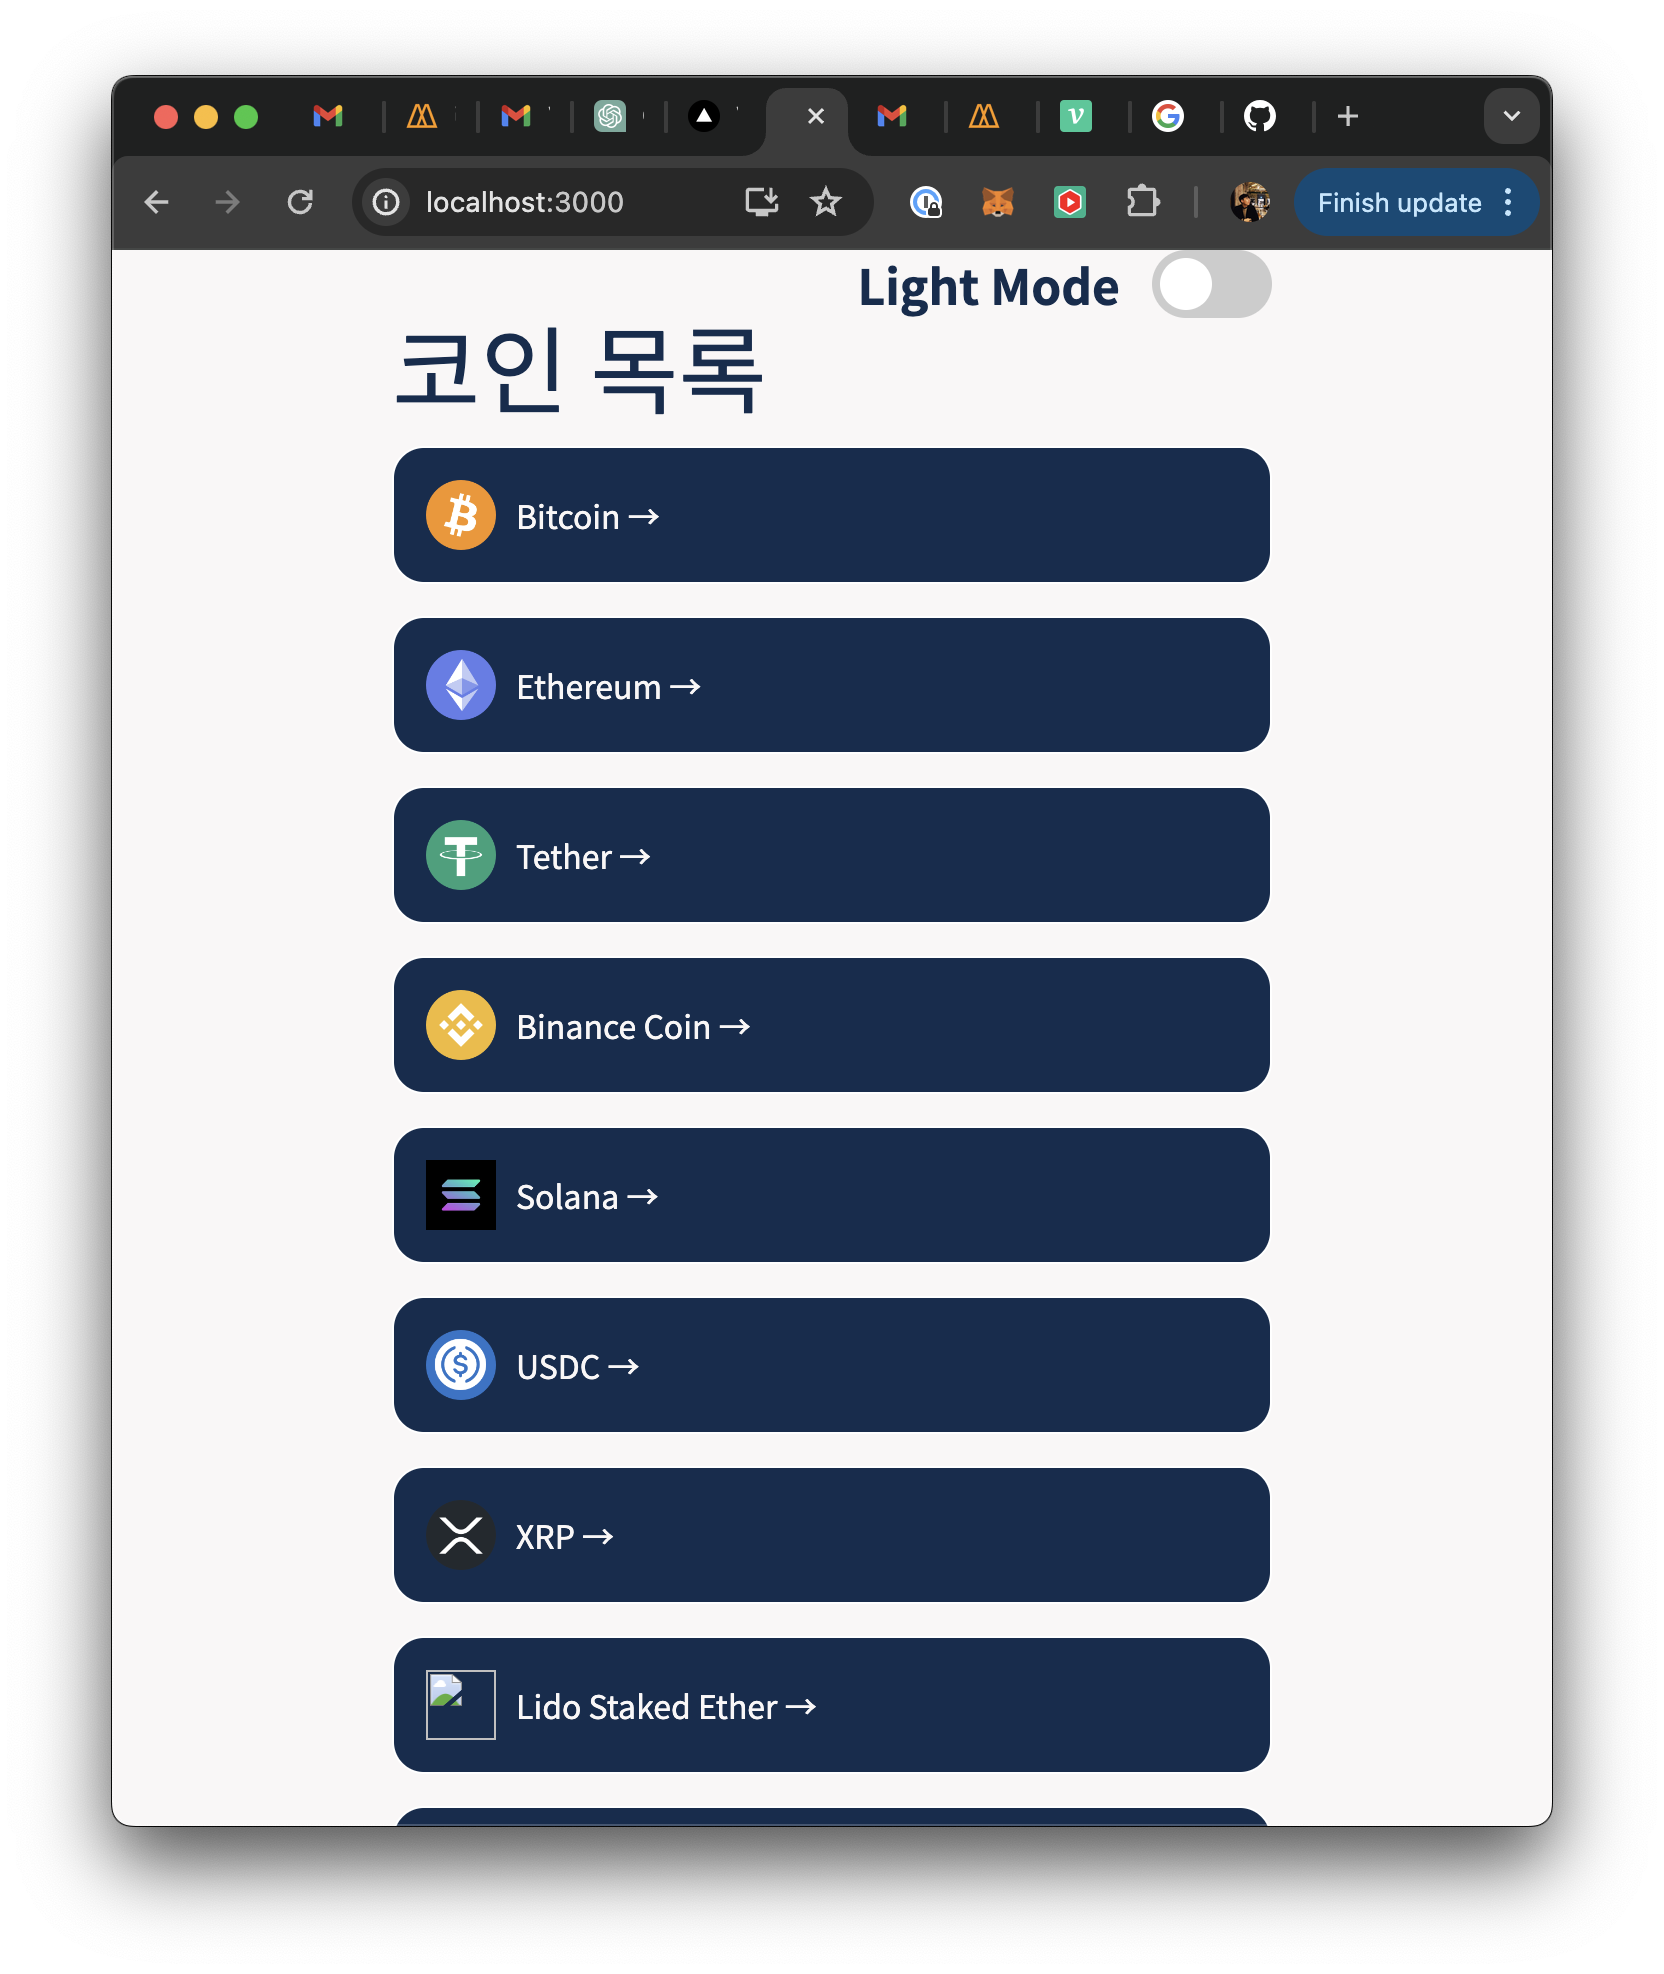 localhost:3000
Finish update
Light Mode
코인 목록
Bitcoin →
Ethereum →
Tether →
Binance Coin →
Solana →
USDC →
XRP →
Lido Staked Ether →